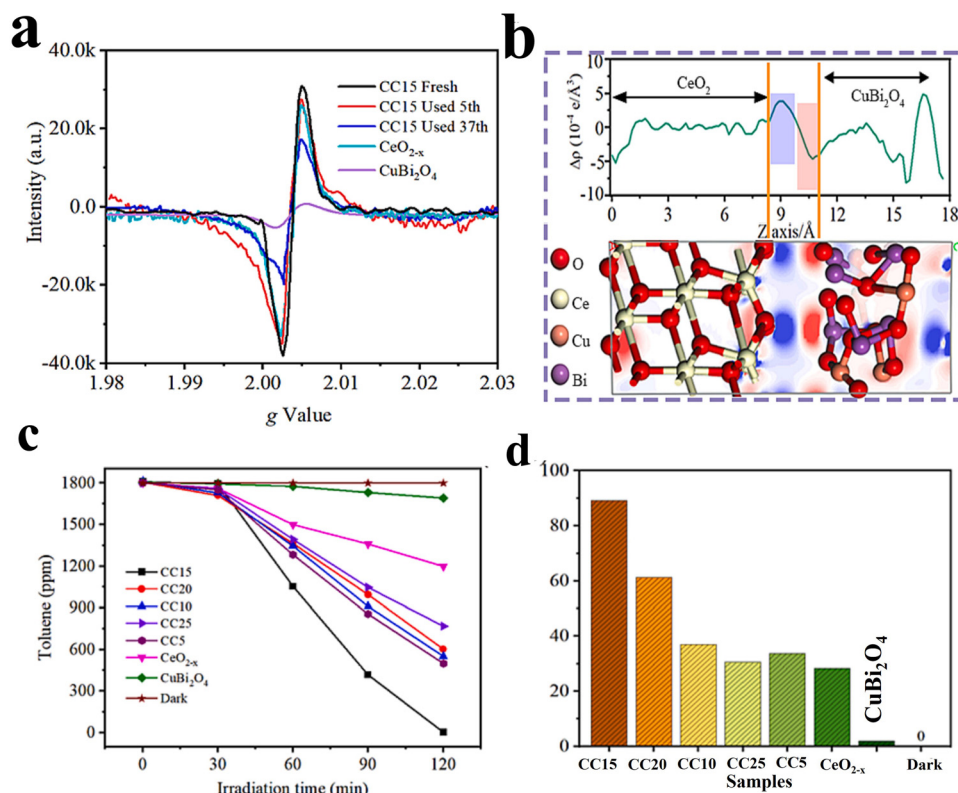 a
40.0k
20.0k
0.0
-20.0k
-40.0k
Intensity (a.u.)
CC15 Fresh
CC15 Used 5th
CC15 Used 37th
CeO2-x
CuBi2O4
1.98
1.99
2.00
2.01
2.02
2.03
g Value
b
10
5
0
-5
-10
Δρ (10⁻⁴ e/Å³)
CeO2
CuBi2O4
0
3
6
9
12
15
18
Z axis/Å
O
Ce
Cu
Bi
c
1800
1500
1200
900
600
300
0
Toluene (ppm)
CC15
CC20
CC10
CC25
CC5
CeO2-x
CuBi2O4
Dark
0
30
60
90
120
Irradiation time (min)
d
100
80
60
40
20
0
CuBi2O4
0
CC15
CC20
CC10
CC25
CC5
CeO2-x
Dark
Samples